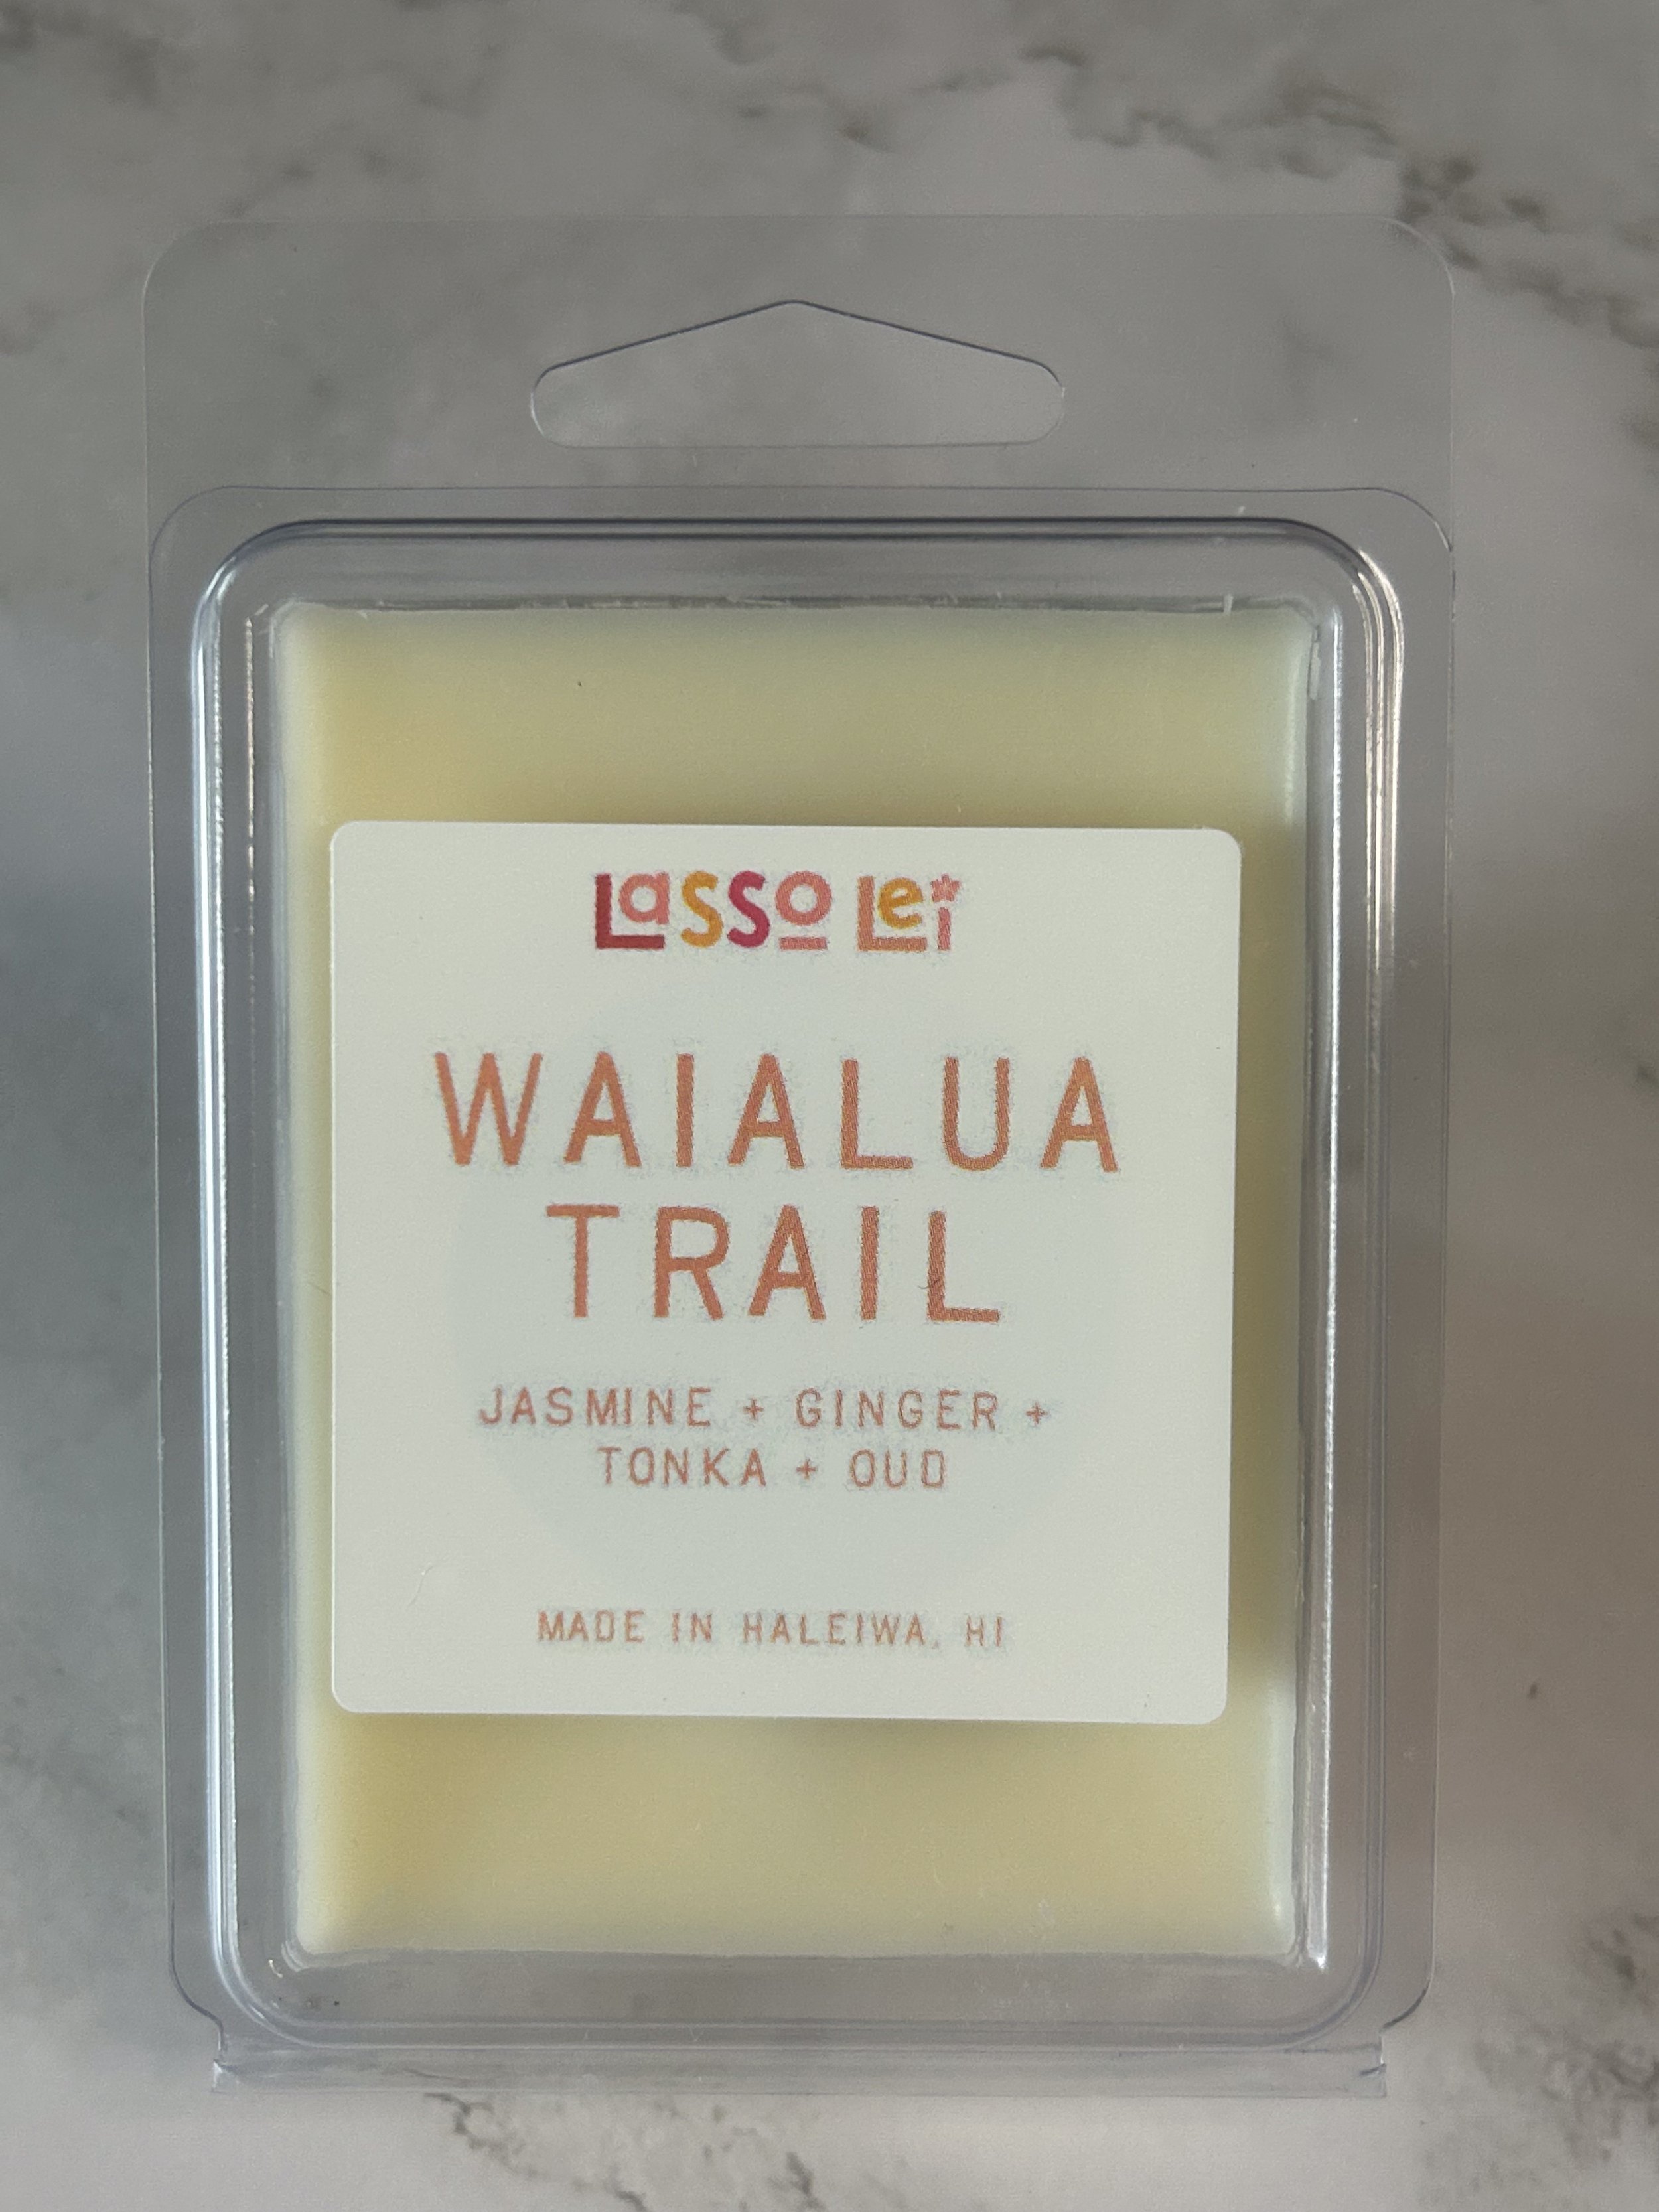 Lasso Lei
WAIALUA
TRAIL
JASMINE + GINGER +
TONKA + OUD
MADE IN HALEIWA, HI